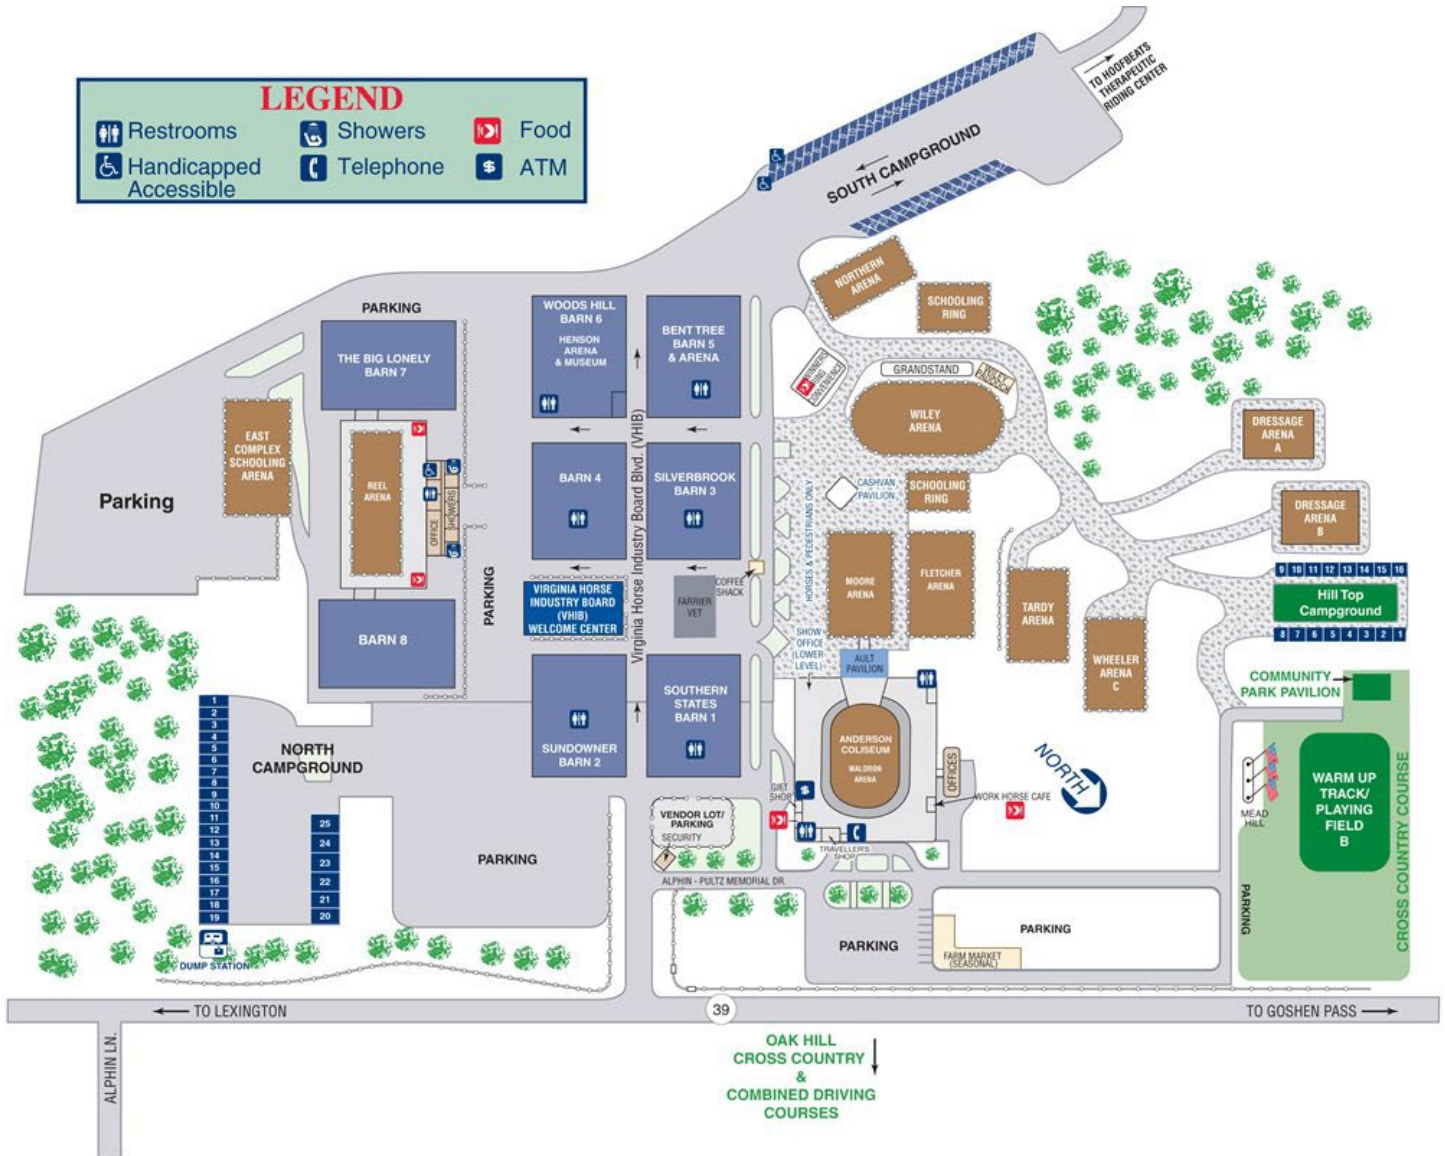 LEGEND
Restrooms
Showers
Food
Handicapped
Accessible
Telephone
ATM
TO HOOFBEATS
THERAPEUTIC
RIDING CENTER
SOUTH CAMPGROUND
NORTHERN
ARENA
SCHOOLING
RING
PARKING
WOODS HILL
BARN 6
HENSON
ARENA
& MUSEUM
BENT TREE
BARN 5
& ARENA
THE BIG LONELY
BARN 7
WINNERS
RING
CONVENIENCE
GRANDSTAND
WILEY
PADDOCK
WILEY
ARENA
EAST
COMPLEX
SCHOOLING
ARENA
REEL
ARENA
Parking
OFFICE
SHOWERS
BARN 4
SILVERBROOK
BARN 3
Virginia Horse Industry Board Blvd. (VHIB)
CASHVAN
PAVILION
SCHOOLING
RING
HORSES & PEDESTRIANS ONLY
DRESSAGE
ARENA
A
DRESSAGE
ARENA
B
PARKING
VIRGINIA HORSE
INDUSTRY BOARD
(VHIB)
WELCOME CENTER
FARRIER
VET
COFFEE
SHACK
MOORE
ARENA
FLETCHER
ARENA
TARDY
ARENA
9 10 11 12 13 14 15 16
Hill Top
Campground
8 7 6 5 4 3 2 1
BARN 8
SHOW
OFFICE
(LOWER
LEVEL)
AULT
PAVILION
WHEELER
ARENA
C
COMMUNITY
PARK PAVILION
SOUTHERN
STATES
BARN 1
SUNDOWNER
BARN 2
ANDERSON
COLISEUM
WALDRON
ARENA
OFFICES
NORTH
1
2
3
4
5
6
7
8
9
10
11
12
13
14
15
16
17
18
19
NORTH
CAMPGROUND
25
24
23
22
21
20
DUMP STATION
PARKING
GIFT
SHOP
VENDOR LOT/
PARKING
SECURITY
WORK HORSE CAFE
TRAVELLER'S
SHOP
ALPHIN - PULTZ MEMORIAL DR.
MEAD
HILL
WARM UP
TRACK/
PLAYING
FIELD
B
CROSS COUNTRY COURSE
PARKING
PARKING
PARKING
FARM MARKET
(SEASONAL)
TO LEXINGTON
39
TO GOSHEN PASS
ALPHIN LN.
OAK HILL
CROSS COUNTRY
&
COMBINED DRIVING
COURSES